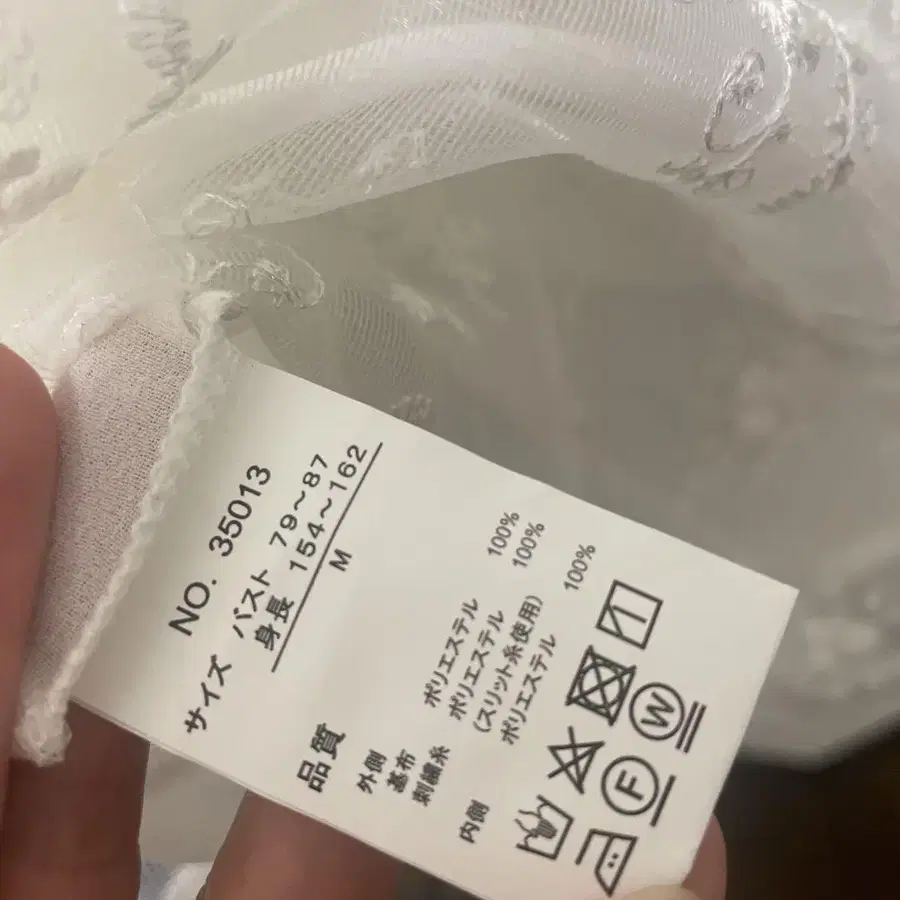 NO. 35013
サイズ バスト 79～87
身長 154～162
M
品質
外側
基布 ポリエステル 100%
刺繍糸 ポリエステル 100%
(スリット糸使用)
内側 ポリエステル 100%
F
W